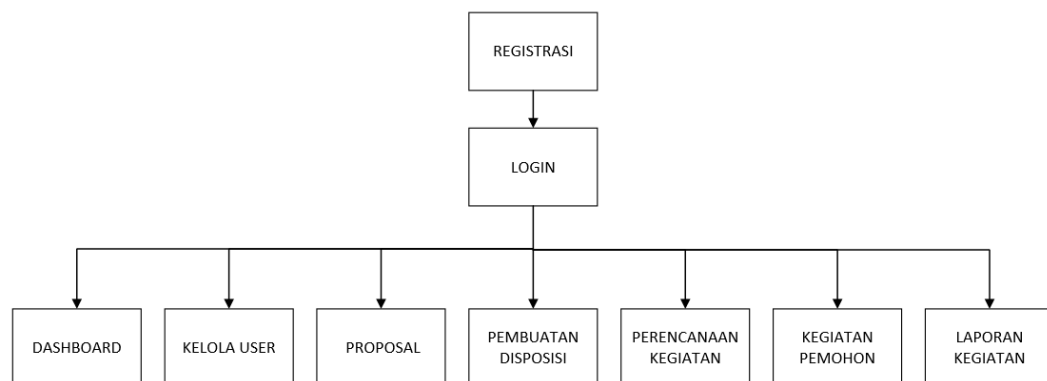 REGISTRASI
LOGIN
DASHBOARD
KELOLA USER
PROPOSAL
PEMBUATAN
DISPOSISI
PERENCANAAN
KEGIATAN
KEGIATAN
PEMOHON
LAPORAN
KEGIATAN